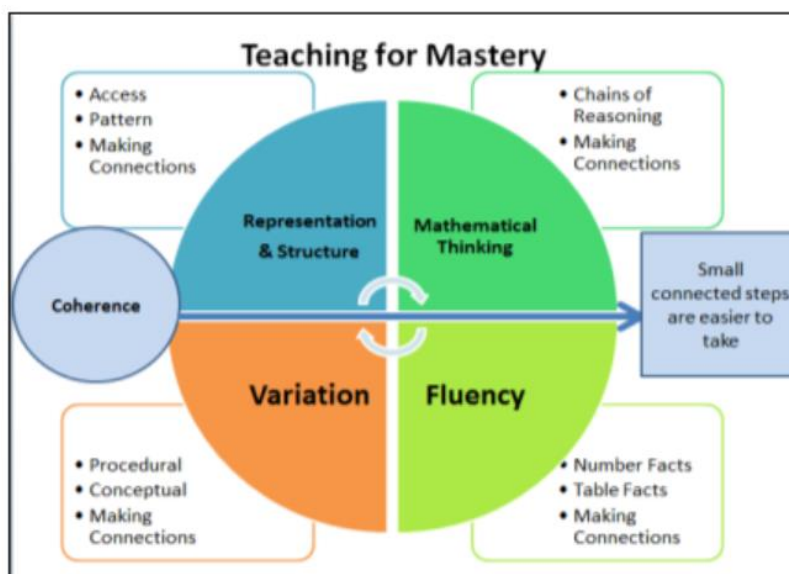 Teaching for Mastery
• Access
• Pattern
• Making
Connections
• Chains of
Reasoning
• Making
Connections
Representation
& Structure
Mathematical
Thinking
Coherence
Small
connected steps
are easier to
take
Variation
Fluency
• Procedural
• Conceptual
• Making
Connections
• Number Facts
• Table Facts
• Making
Connections